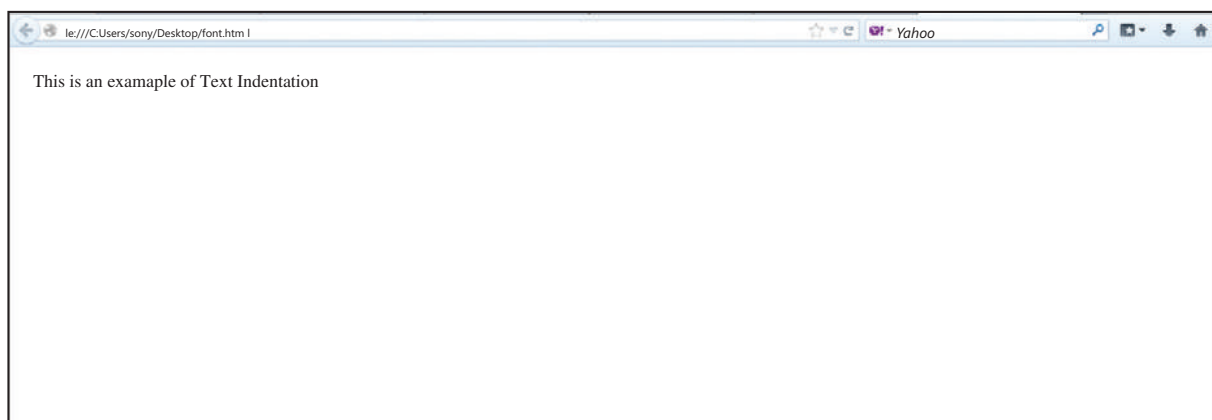 le:///C:Users/sony/Desktop/font.htm l
Yahoo
This is an examaple of Text Indentation